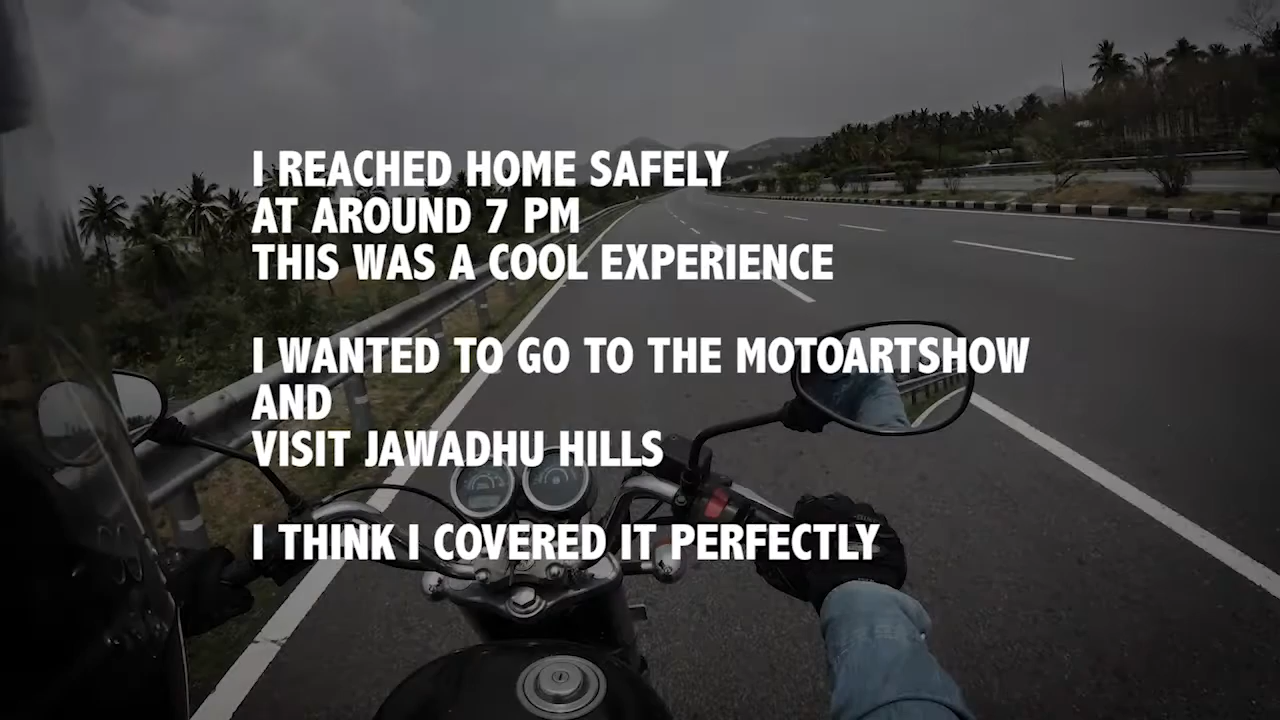 I REACHED HOME SAFELY
AT AROUND 7 PM
THIS WAS A COOL EXPERIENCE
I WANTED TO GO TO THE MOTOARTSHOW
AND
VISIT JAWADHU HILLS
I THINK I COVERED IT PERFECTLY